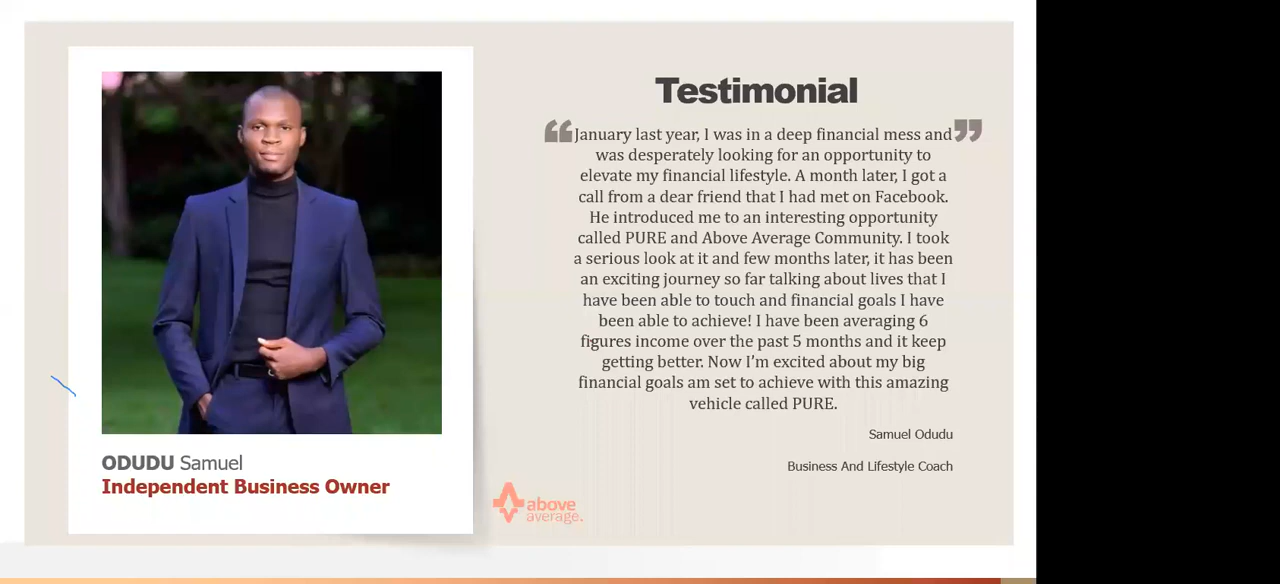 Testimonial
“January last year, I was in a deep financial mess and”
was desperately looking for an opportunity to
elevate my financial lifestyle. A month later, I got a
call from a dear friend that I had met on Facebook.
He introduced me to an interesting opportunity
called PURE and Above Average Community. I took
a serious look at it and few months later, it has been
an exciting journey so far talking about lives that I
have been able to touch and financial goals I have
been able to achieve! I have been averaging 6
figures income over the past 5 months and it keep
getting better. Now I’m excited about my big
financial goals am set to achieve with this amazing
vehicle called PURE.
Samuel Odudu
Business And Lifestyle Coach
ODUDU Samuel
Independent Business Owner
above
average.